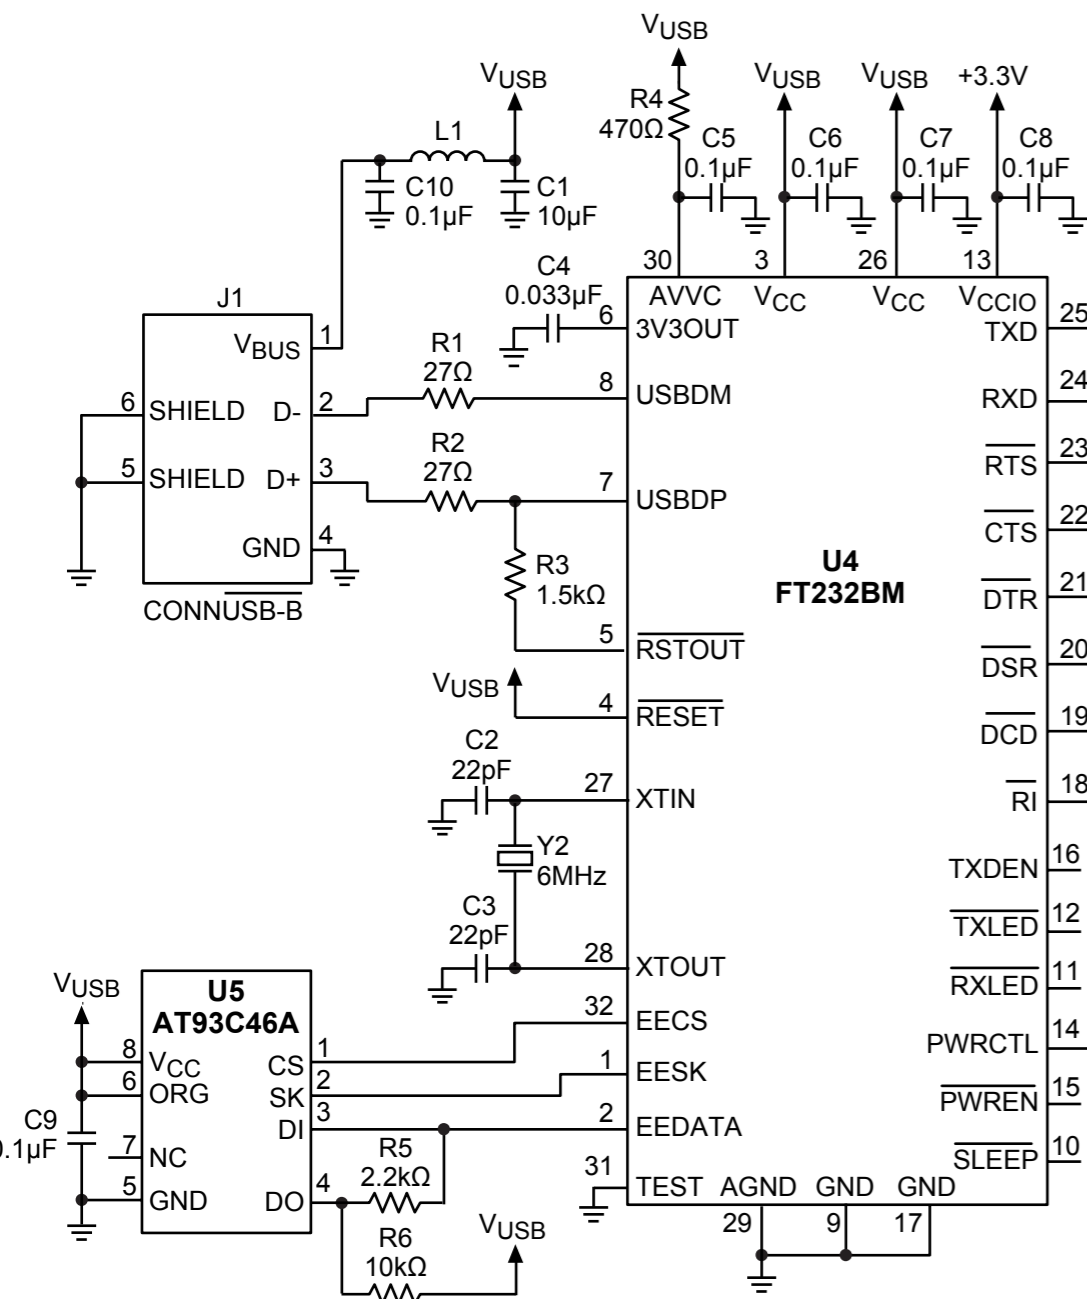 VUSB
R4
470Ω
VUSB
VUSB
VUSB
+3.3V
L1
C10
0.1µF
C1
10µF
C5
0.1µF
C6
0.1µF
C7
0.1µF
C8
0.1µF
30
3
26
13
C4
0.033µF
J1
VBUS
1
6
SHIELD
D-
2
5
SHIELD
D+
3
GND
4
CONNUSB-B
R1
27Ω
R2
27Ω
R3
1.5kΩ
VUSB
C2
22pF
Y2
6MHz
C3
22pF
AVVC
VCC
VCC
VCCIO
6
3V3OUT
TXD
25
8
USBDM
RXD
24
RTS
23
7
USBDP
CTS
22
U4
FT232BM
DTR
21
5
RSTOUT
DSR
20
4
RESET
DCD
19
27
XTIN
RI
18
TXDEN
16
TXLED
12
28
XTOUT
RXLED
11
32
EECS
PWRCTL
14
1
EESK
PWREN
15
2
EEDATA
SLEEP
10
31
TEST
AGND
GND
GND
29
9
17
VUSB
U5
AT93C46A
8
VCC
CS
1
6
ORG
SK
2
C9
0.1µF
DI
3
7
NC
5
GND
DO
4
R5
2.2kΩ
R6
10kΩ
VUSB